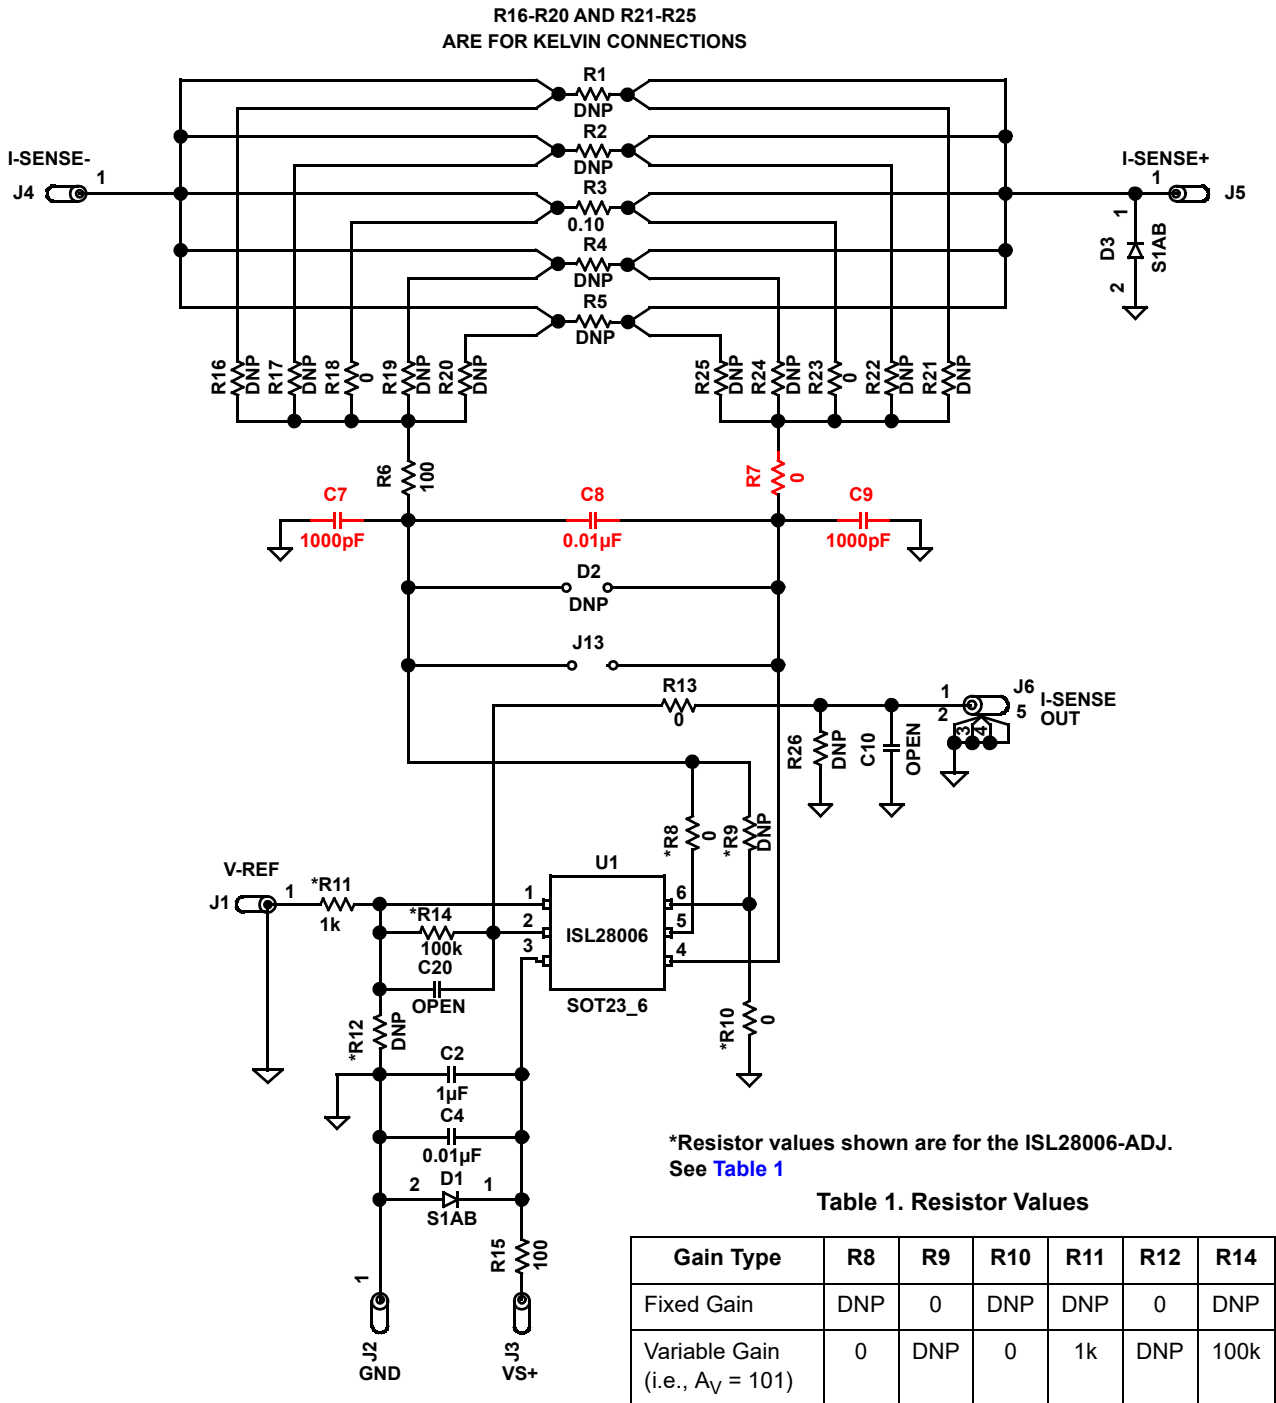 R16-R20 AND R21-R25
ARE FOR KELVIN CONNECTIONS
R1
DNP
R2
DNP
I-SENSE-
1
J4
R3
0.10
I-SENSE+
1
J5
R4
DNP
1
D3
S1AB
2
R5
DNP
R16
DNP
R17
DNP
R18
0
R19
DNP
R20
DNP
R25
DNP
R24
DNP
R23
0
R22
DNP
R21
DNP
R6
100
R7
0
C7
1000pF
C8
0.01µF
C9
1000pF
D2
DNP
J13
R13
0
1
2
3
4
5
J6
I-SENSE
OUT
R26
DNP
C10
OPEN
*R8
0
*R9
DNP
V-REF
J1
1
*R11
1k
*R14
100k
C20
OPEN
U1
1
2
3
6
5
4
ISL28006
SOT23_6
*R12
DNP
*R10
0
C2
1µF
C4
0.01µF
D1
2
1
S1AB
R15
100
1
J2
GND
J3
VS+
*Resistor values shown are for the ISL28006-ADJ.
See Table 1
Table 1. Resistor Values
Gain Type R8 R9 R10 R11 R12 R14
Fixed Gain DNP 0 DNP DNP 0 DNP
Variable Gain 0 DNP 0 1k DNP 100k
(i.e., AV = 101)